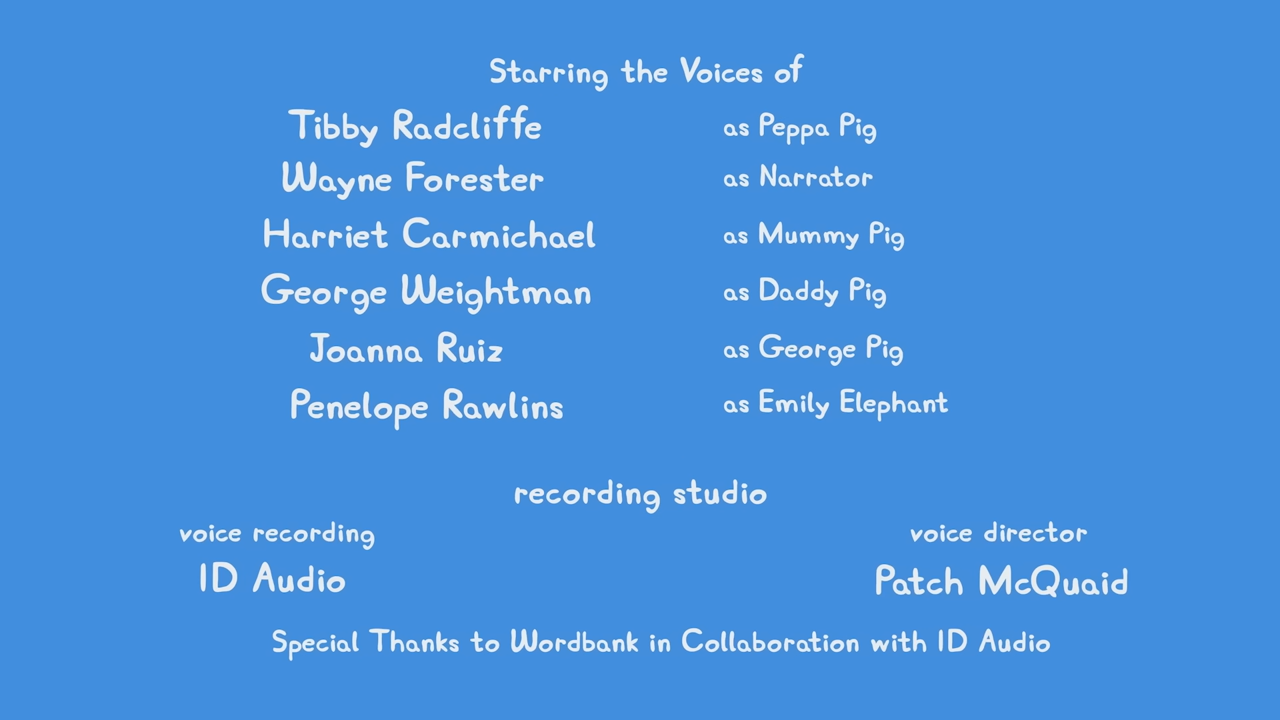 Starring the Voices of
Tibby Radcliffe as Peppa Pig
Wayne Forester as Narrator
Harriet Carmichael as Mummy Pig
George Weightman as Daddy Pig
Joanna Ruiz as George Pig
Penelope Rawlins as Emily Elephant
recording studio
voice recording voice director
ID Audio Patch McQuaid
Special Thanks to Wordbank in Collaboration with ID Audio